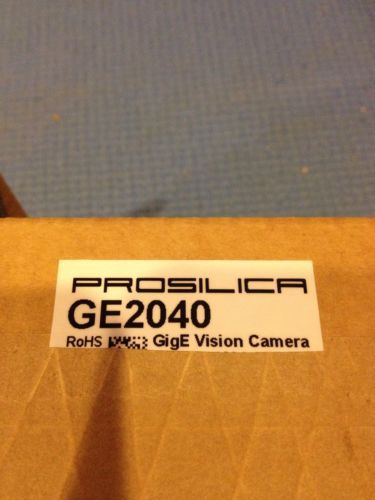 PROSILICA
GE2040
RoHS GigE Vision Camera